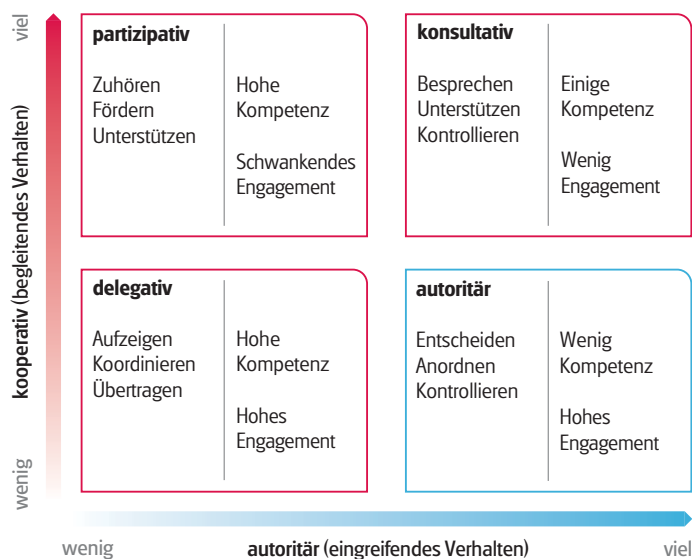 viel
kooperativ (begleitendes Verhalten)
wenig
partizipativ
Zuhören
Fördern
Unterstützen
Hohe
Kompetenz
Schwankendes
Engagement
konsultativ
Besprechen
Unterstützen
Kontrollieren
Einige
Kompetenz
Wenig
Engagement
delegativ
Aufzeigen
Koordinieren
Übertragen
Hohe
Kompetenz
Hohes
Engagement
autoritär
Entscheiden
Anordnen
Kontrollieren
Wenig
Kompetenz
Hohes
Engagement
wenig
autoritär (eingreifendes Verhalten)
viel